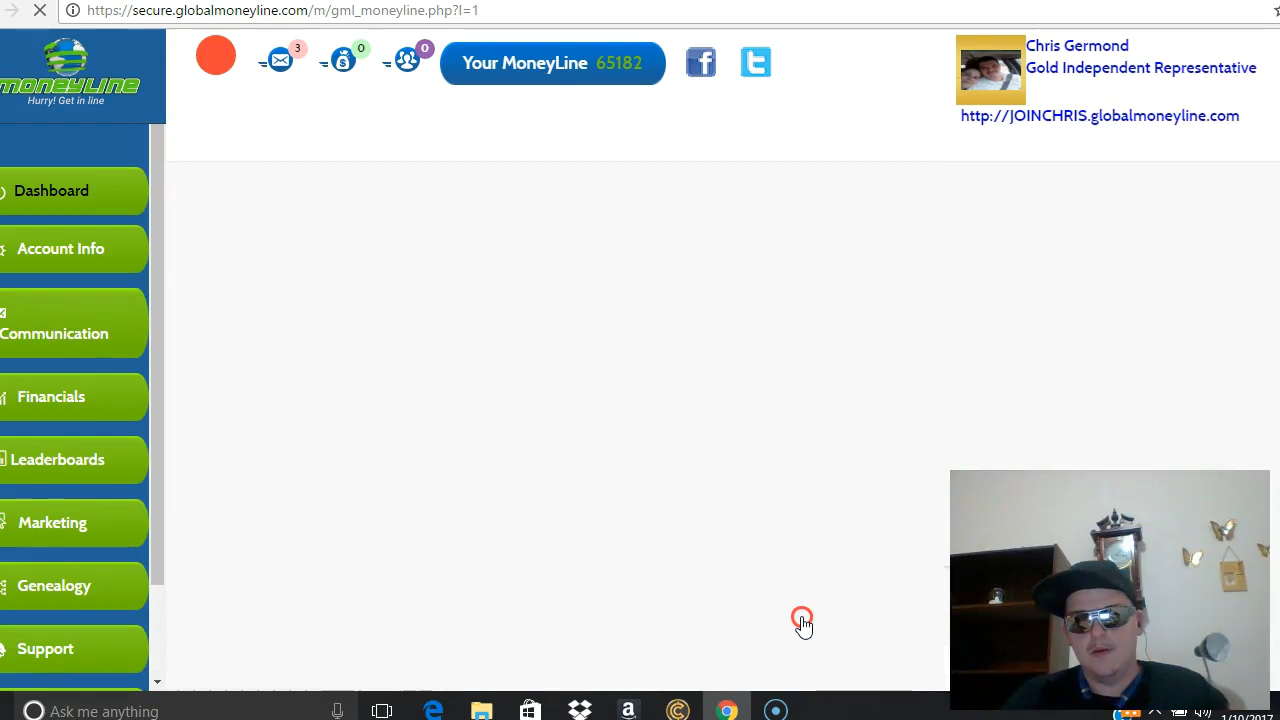 https://secure.globalmoneyline.com/m/gml_moneyline.php?l=1
MONEYLINE
Hurry! Get in line
3
0
0
Your MoneyLine 65182
Chris Germond
Gold Independent Representative
http://JOINCHRIS.globalmoneyline.com
Dashboard
Account Info
Communication
Financials
Leaderboards
Marketing
Genealogy
Support
Ask me anything
1/10/2017